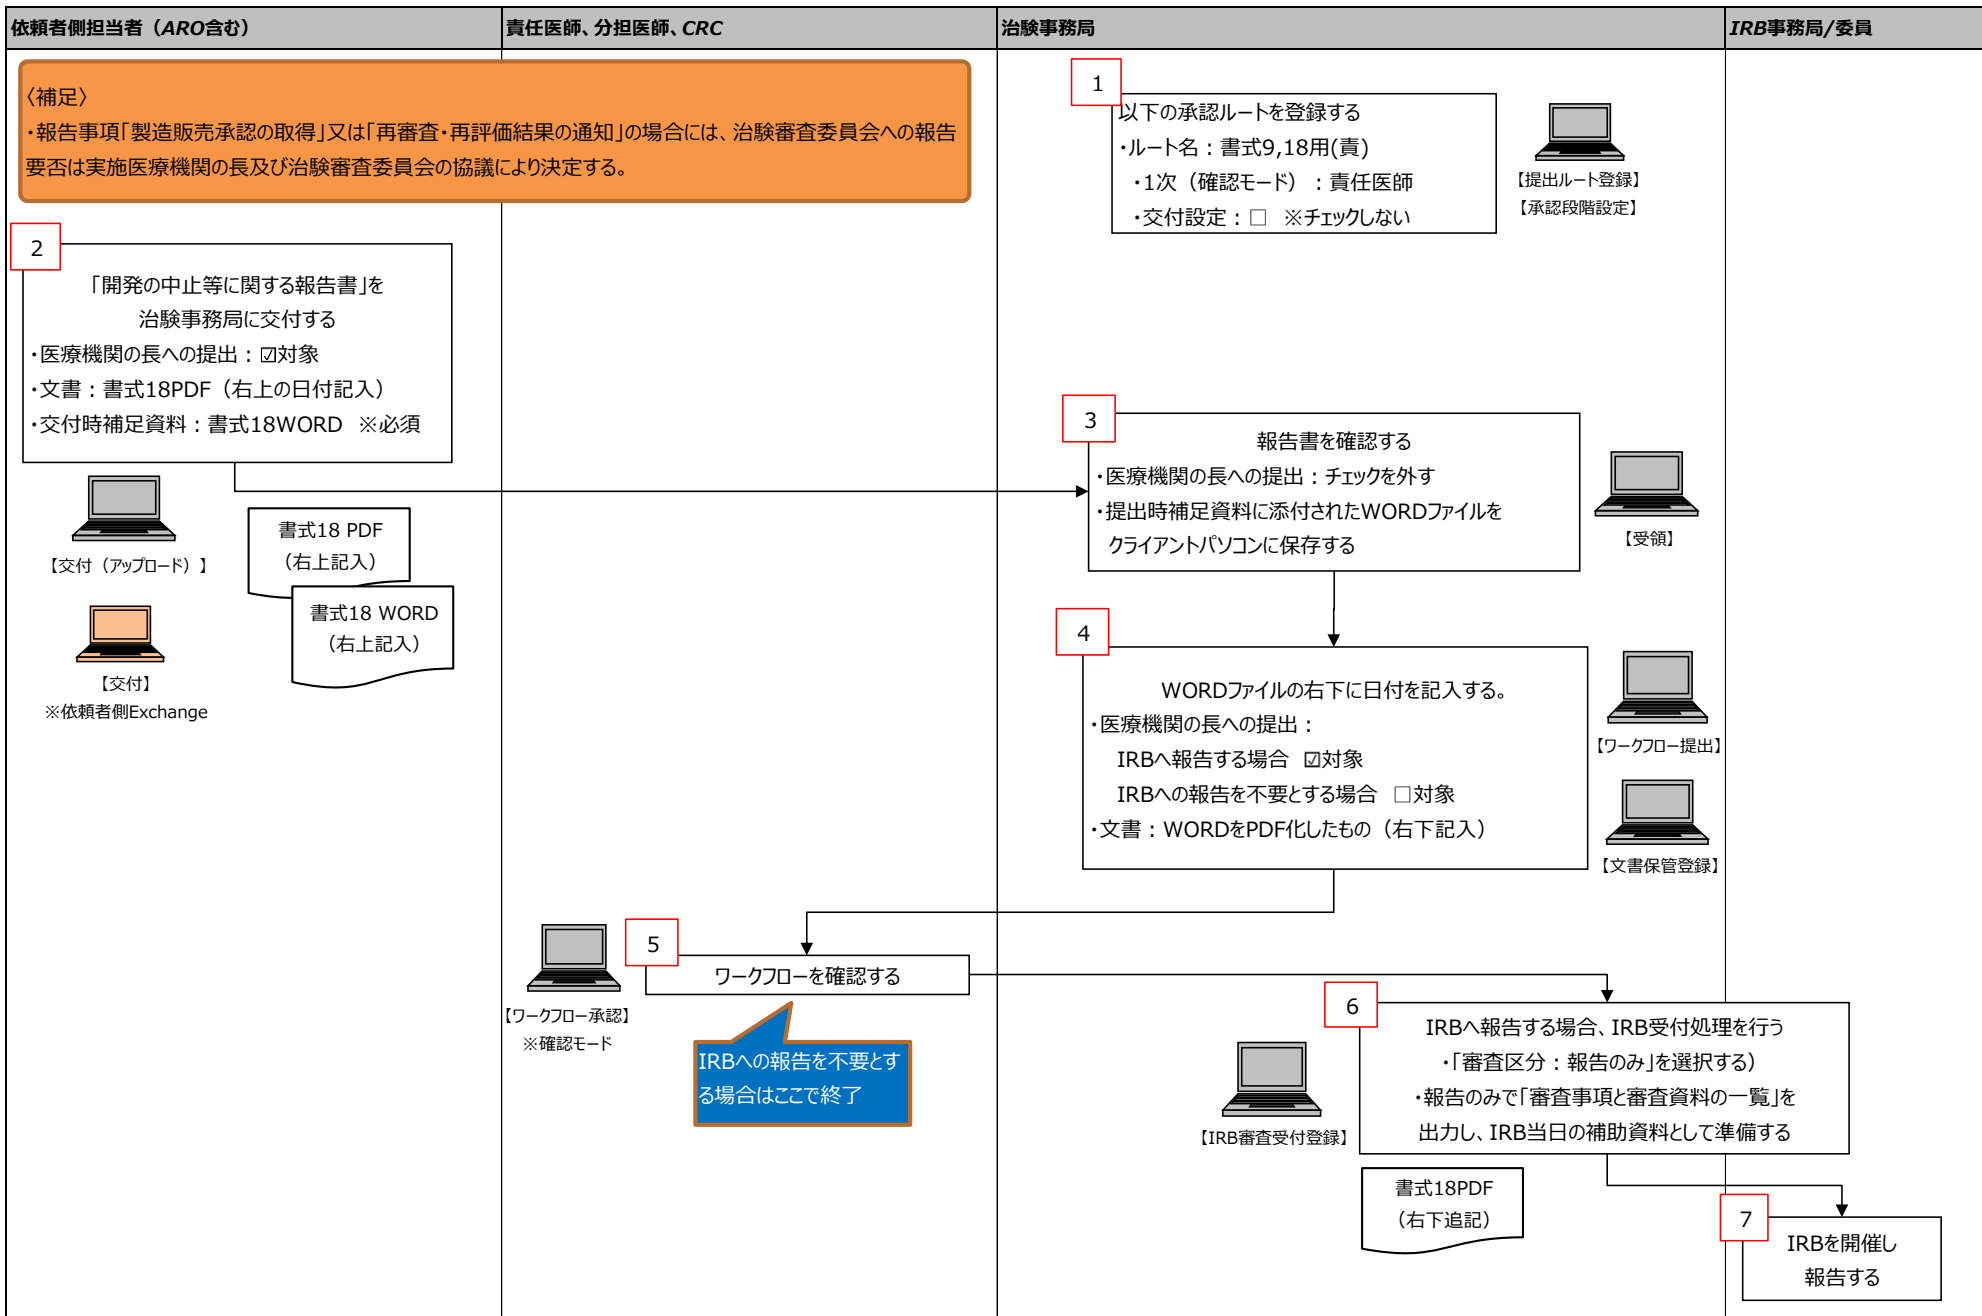 依頼者側担当者（ARO含む）
責任医師、分担医師、CRC
治験事務局
IRB事務局/委員
〈補足〉
・報告事項「製造販売承認の取得」又は「再審査・再評価結果の通知」の場合には、治験審査委員会への報告
要否は実施医療機関の長及び治験審査委員会の協議により決定する。
1
以下の承認ルートを登録する
・ルート名：書式9,18用(責)
・1次（確認モード）：責任医師
・交付設定：□ ※チェックしない
【提出ルート登録】
【承認段階設定】
2
「開発の中止等に関する報告書」を
治験事務局に交付する
・医療機関の長への提出：☑対象
・文書：書式18PDF（右上の日付記入）
・交付時補足資料：書式18WORD ※必須
【交付（アップロード）】
書式18 PDF
（右上記入）
書式18 WORD
（右上記入）
【交付】
※依頼者側Exchange
3
報告書を確認する
・医療機関の長への提出：チェックを外す
・提出時補足資料に添付されたWORDファイルを
クライアントパソコンに保存する
【受領】
4
WORDファイルの右下に日付を記入する。
・医療機関の長への提出：
IRBへ報告する場合 ☑対象
IRBへの報告を不要とする場合 □対象
・文書：WORDをPDF化したもの（右下記入）
【ワークフロー提出】
【文書保管登録】
5
ワークフローを確認する
【ワークフロー承認】
※確認モード
IRBへの報告を不要とす
る場合はここで終了
6
IRBへ報告する場合、IRB受付処理を行う
・「審査区分：報告のみ」を選択する）
・報告のみで「審査事項と審査資料の一覧」を
出力し、IRB当日の補助資料として準備する
【IRB審査受付登録】
書式18PDF
（右下追記）
7
IRBを開催し
報告する